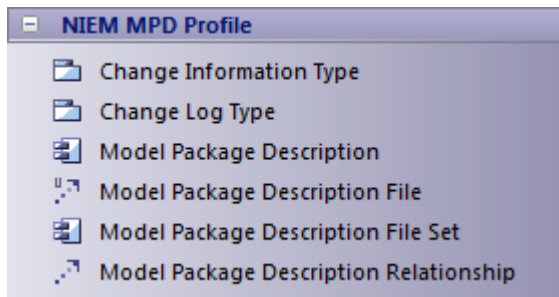 NIEM MPD Profile
Change Information Type
Change Log Type
Model Package Description
Model Package Description File
Model Package Description File Set
Model Package Description Relationship